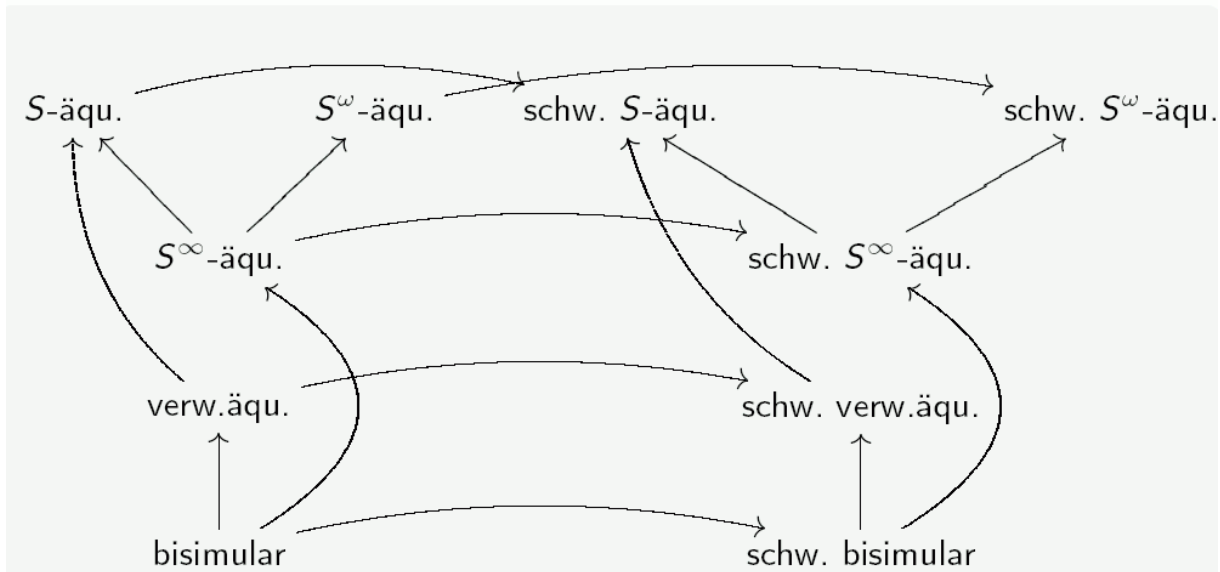 S-äqu. S^ω-äqu. schw. S-äqu. schw. S^ω-äqu.
S^∞-äqu. schw. S^∞-äqu.
verw.äqu. schw. verw.äqu.
bisimular schw. bisimular